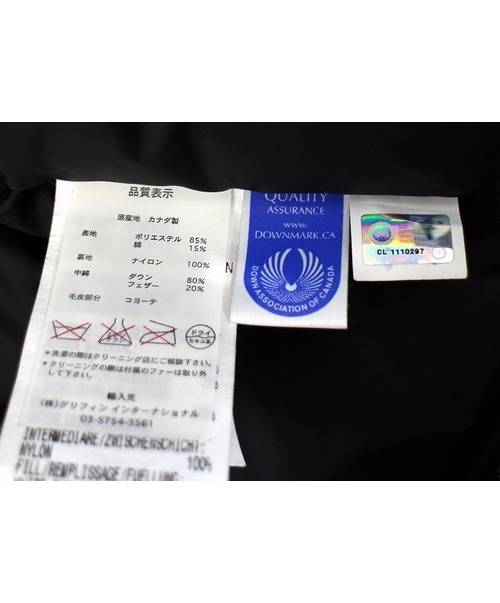 品質表示
原産地 カナダ製
表地 ポリエステル 85%
綿 15%
裏地 ナイロン 100%
中綿 ダウン 80%
フェザー 20%
毛皮部分 コヨーテ
ドライ
セキユ系
*洗濯の際はクリーニング店にご相談下さい。
*クリーニングの際は付属のファーは取り外して下さい。
輸入元
(株)グリフィン インターナショナル
03-5754-3561
INTERMEDIARE/ZWISCHENSCHICHT:
NYLON 100%
FILL/REMPLISSAGE/FUELLUNG:
N
QUALITY
ASSURANCE
WWW.
DOWNMARK.CA
DOWN ASSOCIATION OF CANADA
CL 1110297